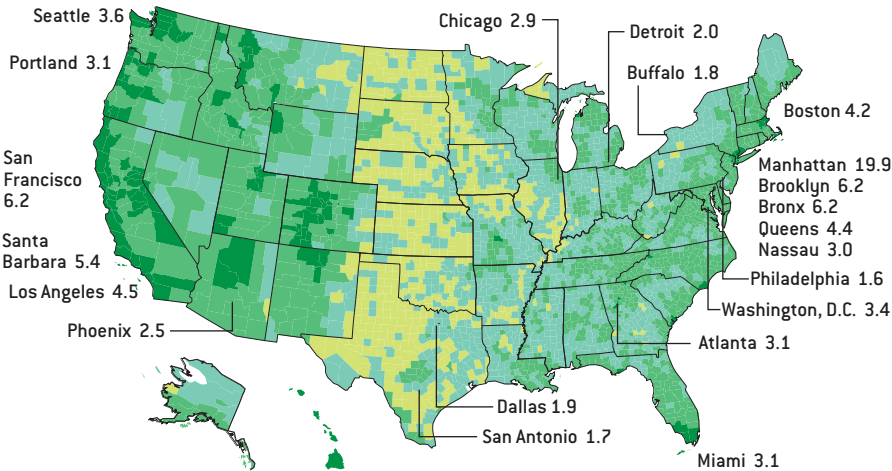 Seattle 3.6
Portland 3.1
San
Francisco
6.2
Santa
Barbara 5.4
Los Angeles 4.5
Phoenix 2.5
Chicago 2.9
Detroit 2.0
Buffalo 1.8
Boston 4.2
Manhattan 19.9
Brooklyn 6.2
Bronx 6.2
Queens 4.4
Nassau 3.0
Philadelphia 1.6
Washington, D.C. 3.4
Atlanta 3.1
Dallas 1.9
San Antonio 1.7
Miami 3.1